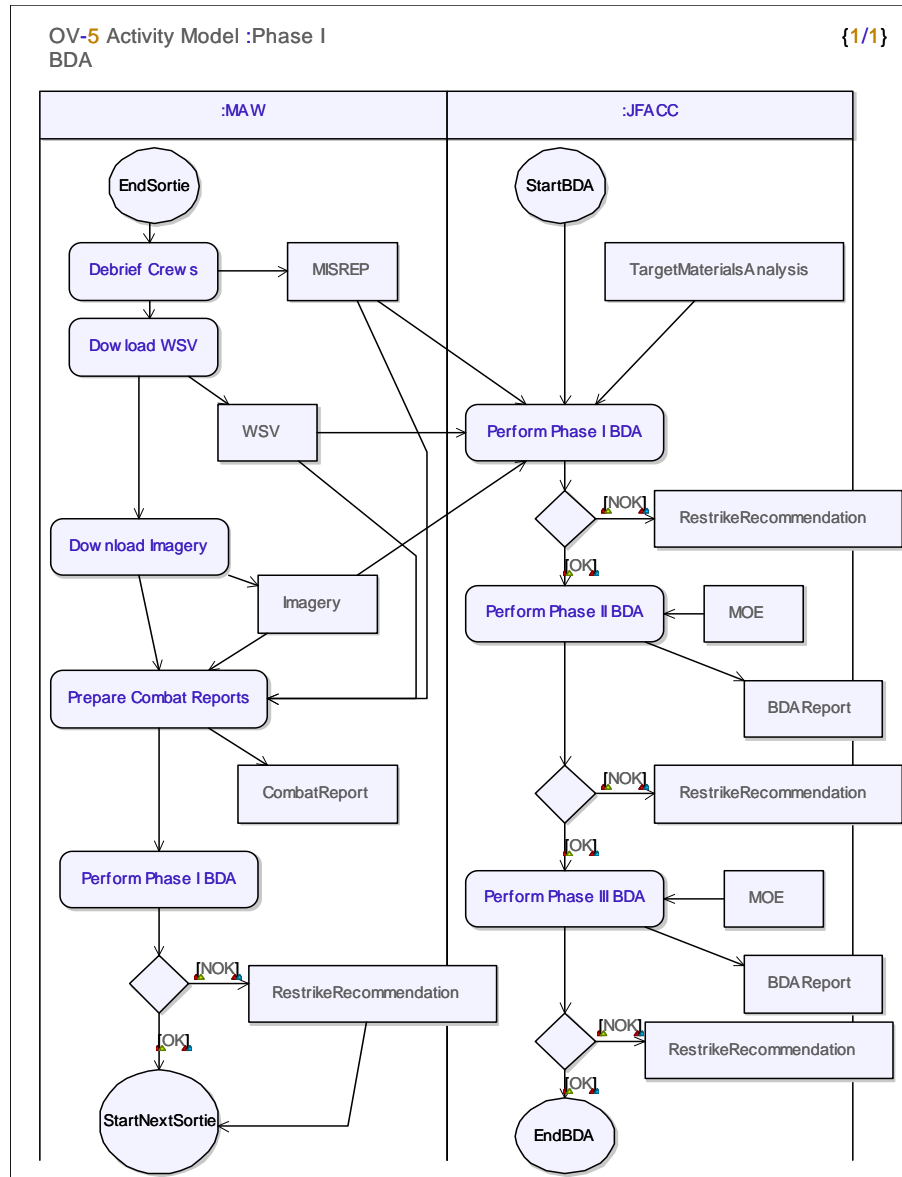 OV-5 Activity Model :Phase I
BDA
{1/1}
:MAW
:JFACC
EndSortie
StartBDA
Debrief Crews
MISREP
TargetMaterialsAnalysis
Dowload WSV
WSV
Perform Phase I BDA
[NOK]
RestrikeRecommendation
[OK]
Download Imagery
Imagery
Perform Phase II BDA
MOE
Prepare Combat Reports
BDAReport
CombatReport
[NOK]
RestrikeRecommendation
[OK]
Perform Phase I BDA
Perform Phase III BDA
MOE
[NOK]
RestrikeRecommendation
BDAReport
[OK]
[NOK]
RestrikeRecommendation
[OK]
StartNextSortie
EndBDA